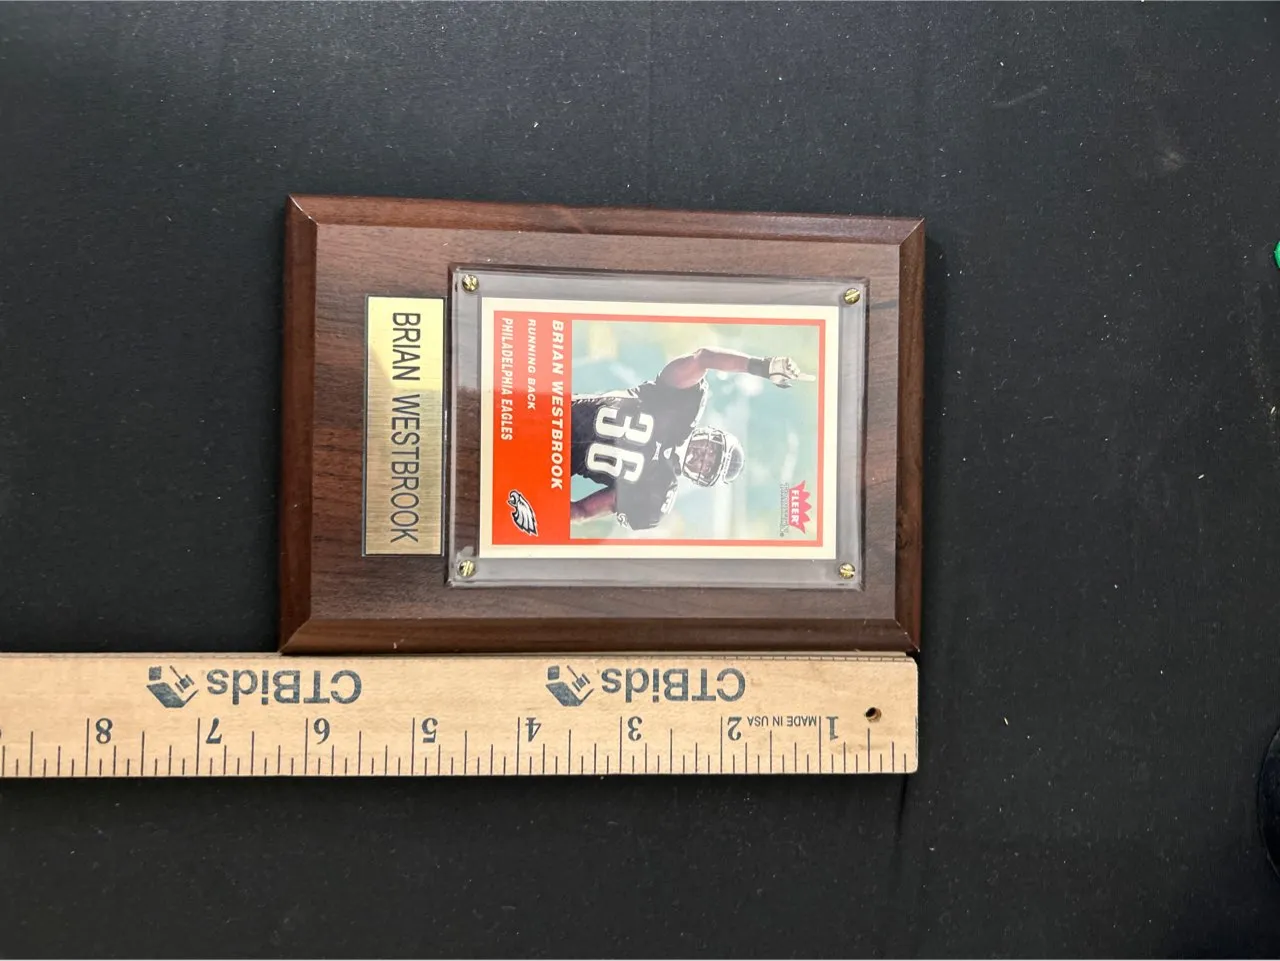 BRIAN WESTBROOK
RUNNING BACK
PHILADELPHIA EAGLES
36
FLEER
BRIAN WESTBROOK
CTBids
CTBids
1 MADE IN USA 2 3 4 5 6 7 8